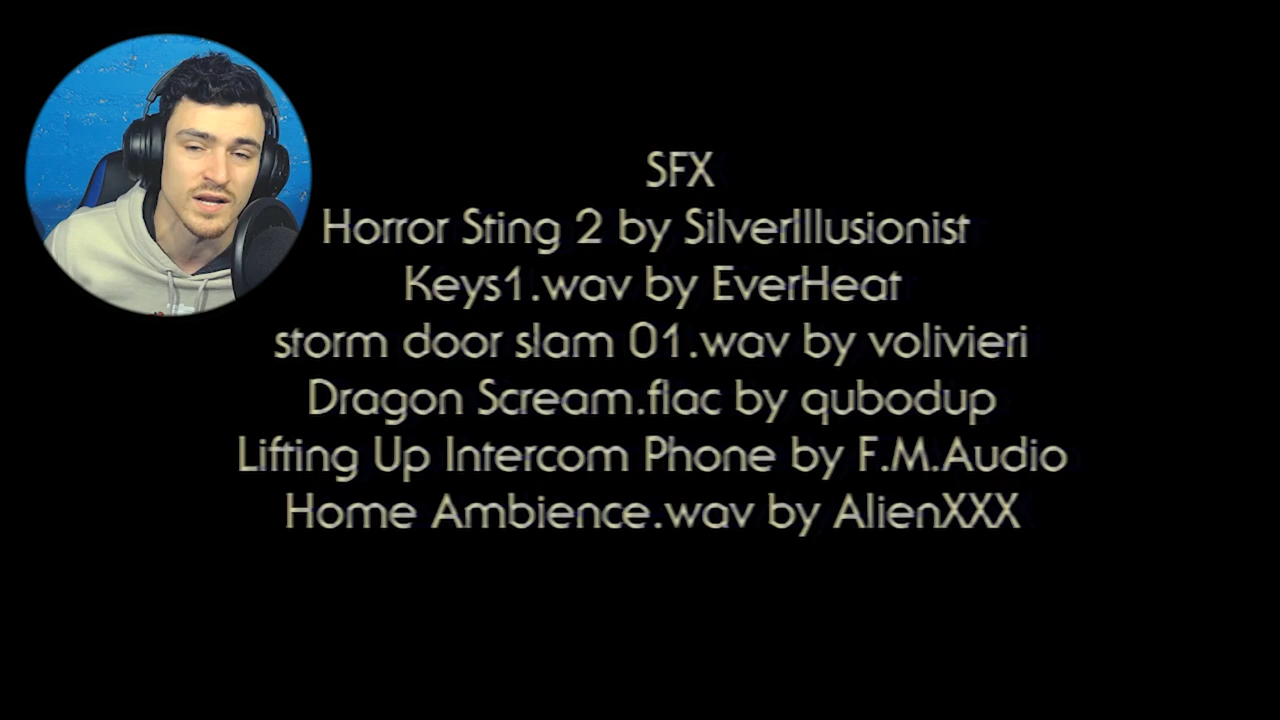 SFX
Horror Sting 2 by SilverIllusionist
Keys1.wav by EverHeat
storm door slam 01.wav by volivieri
Dragon Scream.flac by qubodup
Lifting Up Intercom Phone by F.M.Audio
Home Ambience.wav by AlienXXX